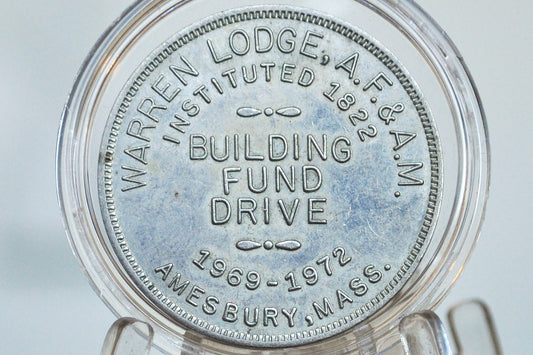 WARREN LODGE, A.F. & A.M.
INSTITUTED 1822
BUILDING
FUND
DRIVE
1969-1972
AMESBURY, MASS.